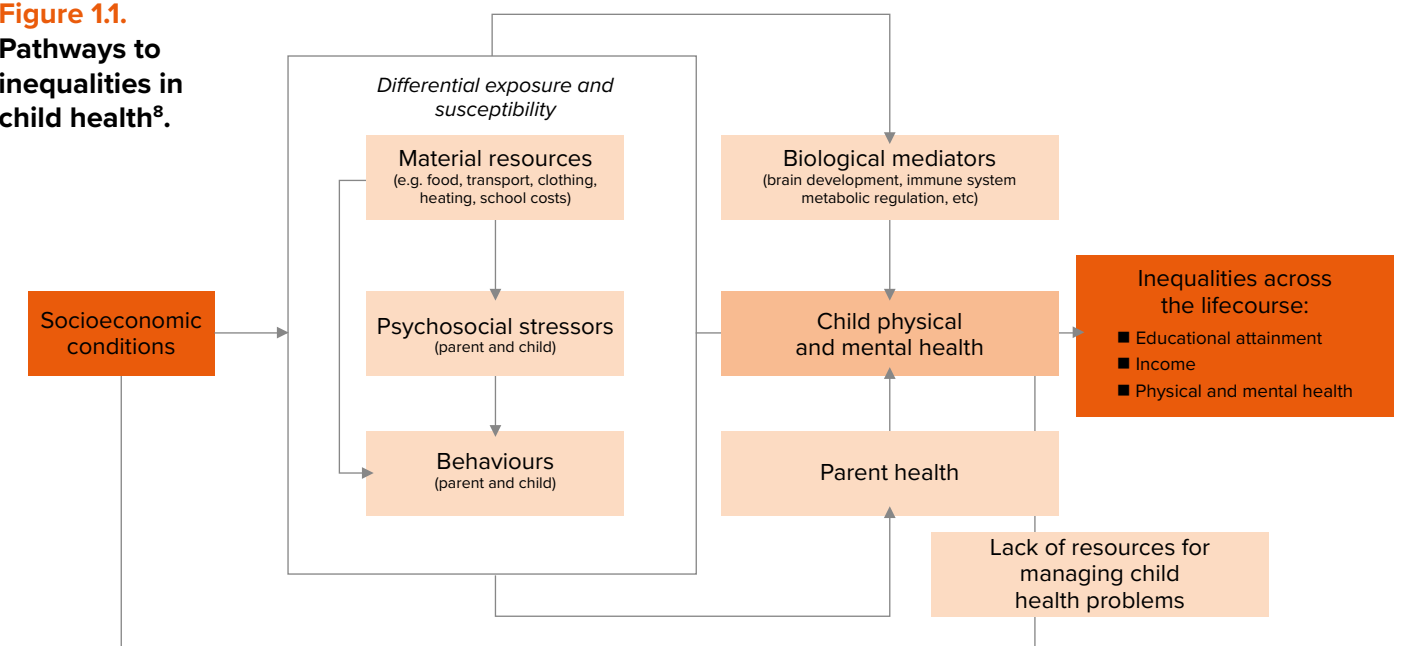 Figure 1.1.
Pathways to
inequalities in
child health⁸.
Differential exposure and
susceptibility
Material resources
(e.g. food, transport, clothing,
heating, school costs)
Biological mediators
(brain development, immune system
metabolic regulation, etc)
Socioeconomic
conditions
Psychosocial stressors
(parent and child)
Child physical
and mental health
Inequalities across
the lifecourse:
■ Educational attainment
■ Income
■ Physical and mental health
Behaviours
(parent and child)
Parent health
Lack of resources for
managing child
health problems